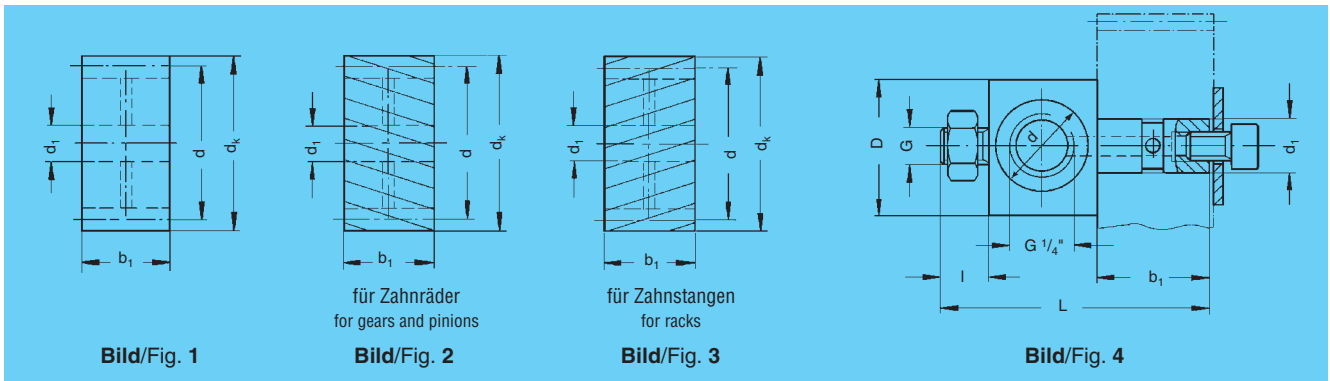 d₁
d
dₖ
b₁
Bild/Fig. 1
d₁
d
dₖ
b₁
für Zahnräder
for gears and pinions
Bild/Fig. 2
d₁
d
dₖ
b₁
für Zahnstangen
for racks
Bild/Fig. 3
D
G
d
d₁
G 1/4"
l
b₁
L
Bild/Fig. 4